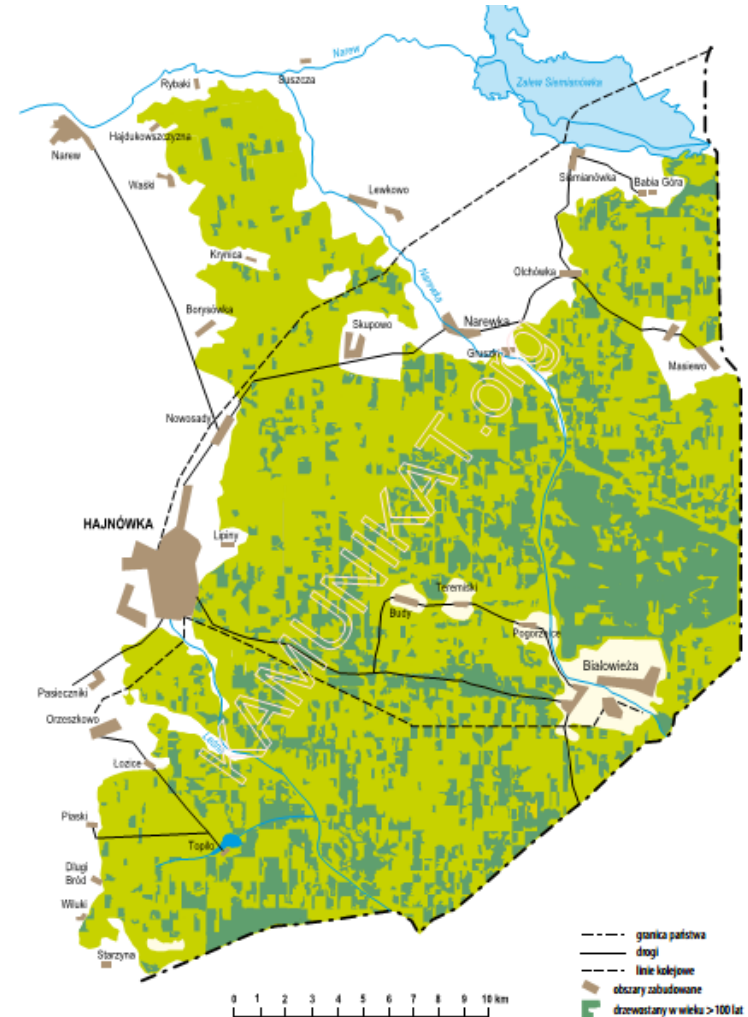 Narew
Suszcza
Rybaki
Zalew Siemianówka
Hajdukowszczyzna
Narew
Siemianówka
Babia Góra
Waśki
Lewkowo
Krynica
Olchówka
Narewka
Borysówka
Skupowo
Narewka
Gruszki
Masiewo
Nowosady
HAJNÓWKA
Lipiny
Teremiski
Budy
Pogorzelce
Białowieża
Pasieczniki
Orzeszkowo
Leśna
Łozice
Piaski
Topiło
Długi
Bród
Wiluki
Starzyna
KAMUNIKAT.org
granica państwa
drogi
linie kolejowe
obszary zabudowane
drzewostany w wieku > 100 lat
0 1 2 3 4 5 6 7 8 9 10 km